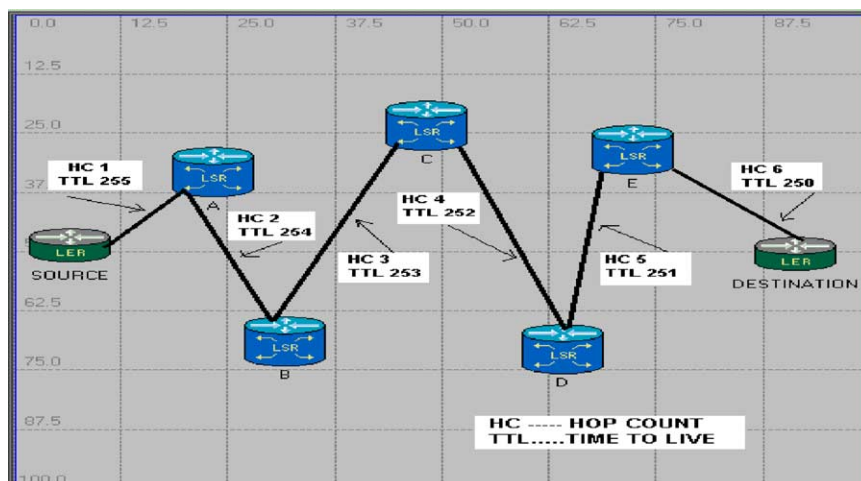 0.0 12.5 25.0 37.5 50.0 62.5 75.0 87.5
12.5
25.0
LSR
C
LSR
E
HC 1
TTL 255
LSR
A
HC 6
TTL 250
37.
HC 4
TTL 252
HC 2
TTL 254
LER
SOURCE
HC 3
TTL 253
HC 5
TTL 251
LER
DESTINATION
62.5
LSR
B
LSR
D
75.0
87.5
HC ----- HOP COUNT
TTL.....TIME TO LIVE
100.0